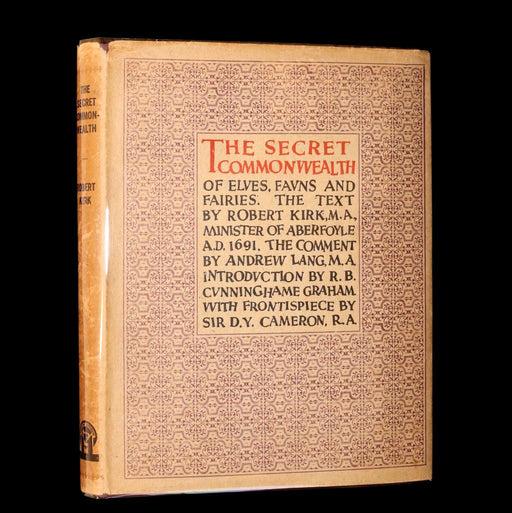 THE
SECRET
COMMON-
WEALTH
ROBERT
KIRK
THE SECRET
COMMONWEALTH
OF ELVES, FAVNS AND
FAIRIES. THE TEXT
BY ROBERT KIRK, M.A.,
MINISTER OF ABERFOYLE
A.D. 1691. THE COMMENT
BY ANDREW LANG, M.A.
INTRODVCTION BY R. B.
CVNNINGHAME GRAHAM.
WITH FRONTISPIECE BY
SIR D.Y. CAMERON, R.A.